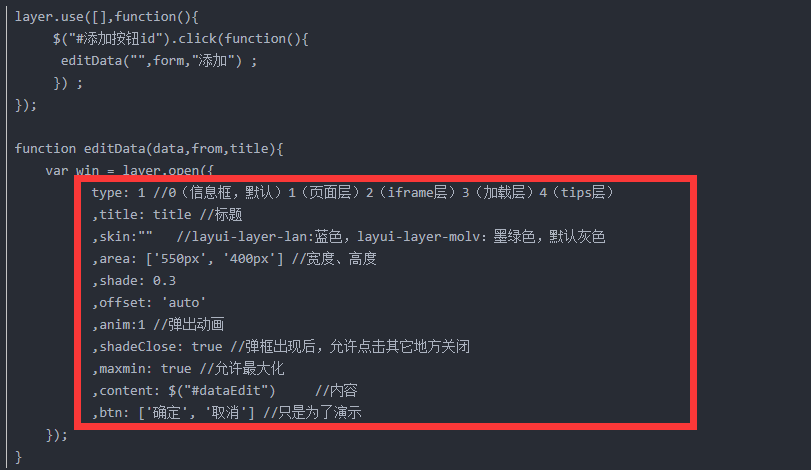 layer.use([],function(){
$("#添加按钮id").click(function(){
editData("",form,"添加") ;
}) ;
});
function editData(data,from,title){
var win = layer.open({
type: 1 //0（信息框，默认）1（页面层）2（iframe层）3（加载层）4（tips层）
,title: title //标题
,skin:"" //layui-layer-lan:蓝色，layui-layer-molv：墨绿色，默认灰色
,area: ['550px', '400px'] //宽度、高度
,shade: 0.3
,offset: 'auto'
,anim:1 //弹出动画
,shadeClose: true //弹框出现后，允许点击其它地方关闭
,maxmin: true //允许最大化
,content: $("#dataEdit") //内容
,btn: ['确定', '取消'] //只是为了演示
});
}